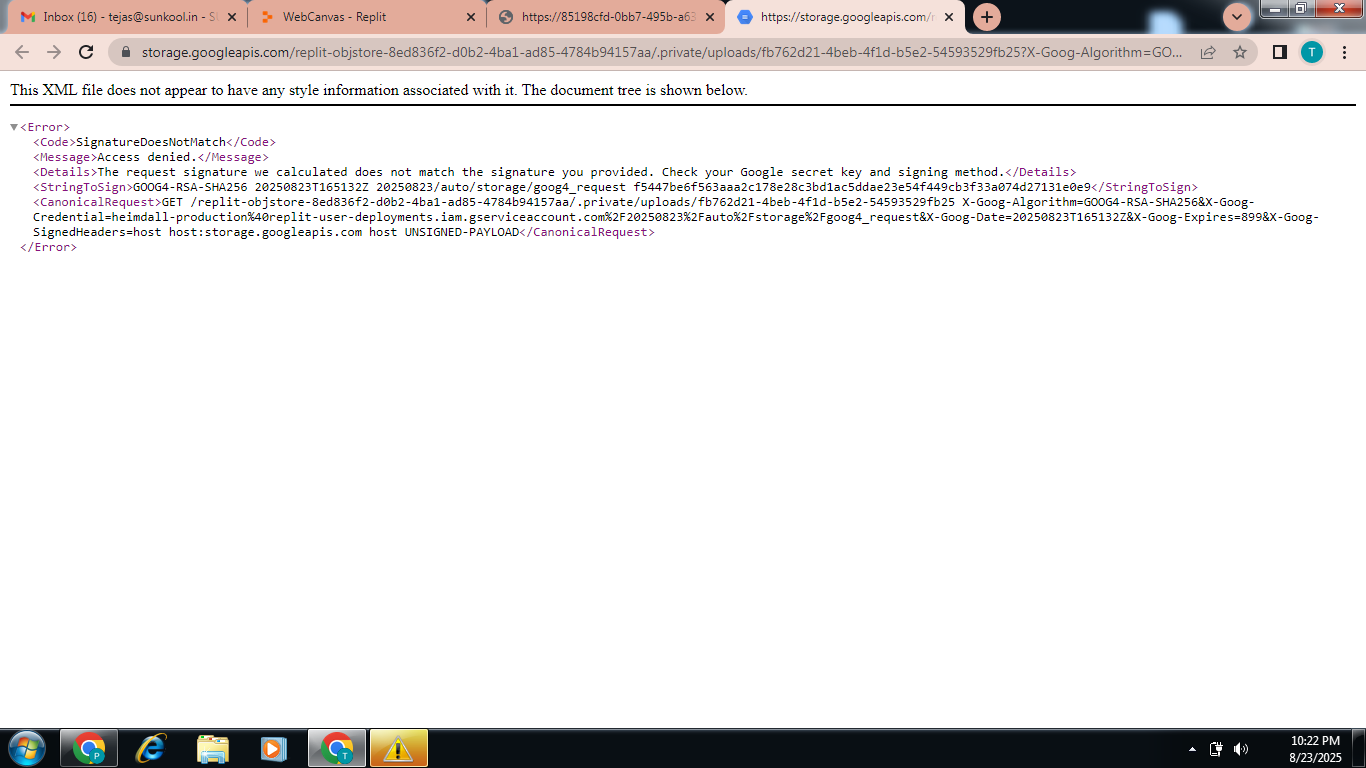 Inbox (16) - tejas@sunkool.in - S
WebCanvas - Replit
https://85198cfd-0bb7-495b-a63
https://storage.googleapis.com/r
storage.googleapis.com/replit-objstore-8ed836f2-d0b2-4ba1-ad85-4784b94157aa/.private/uploads/fb762d21-4beb-4f1d-b5e2-54593529fb25?X-Goog-Algorithm=GO...
T
This XML file does not appear to have any style information associated with it. The document tree is shown below.
<Error>
<Code>SignatureDoesNotMatch</Code>
<Message>Access denied.</Message>
<Details>The request signature we calculated does not match the signature you provided. Check your Google secret key and signing method.</Details>
<StringToSign>GOOG4-RSA-SHA256 20250823T165132Z 20250823/auto/storage/goog4_request f5447be6f563aaa2c178e28c3bd1ac5ddae23e54f449cb3f33a074d27131e0e9</StringToSign>
<CanonicalRequest>GET /replit-objstore-8ed836f2-d0b2-4ba1-ad85-4784b94157aa/.private/uploads/fb762d21-4beb-4f1d-b5e2-54593529fb25 X-Goog-Algorithm=GOOG4-RSA-SHA256&X-Goog-
Credential=heimdall-production%40replit-user-deployments.iam.gserviceaccount.com%2F20250823%2Fauto%2Fstorage%2Fgoog4_request&X-Goog-Date=20250823T165132Z&X-Goog-Expires=899&X-Goog-
SignedHeaders=host host:storage.googleapis.com host UNSIGNED-PAYLOAD</CanonicalRequest>
</Error>
P
T
10:22 PM
8/23/2025